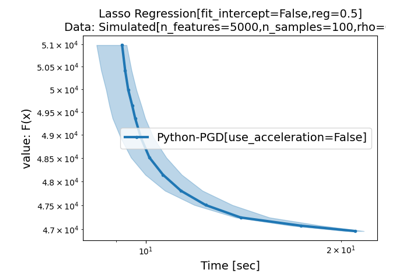 Lasso Regression[fit_intercept=False,reg=0.5]
Data: Simulated[n_features=5000,n_samples=100,rho=
value: F(x)
5.1 × 10⁴
5.05 × 10⁴
5 × 10⁴
4.95 × 10⁴
4.9 × 10⁴
4.85 × 10⁴
4.8 × 10⁴
4.75 × 10⁴
4.7 × 10⁴
Python-PGD[use_acceleration=False]
10¹
2 × 10¹
Time [sec]